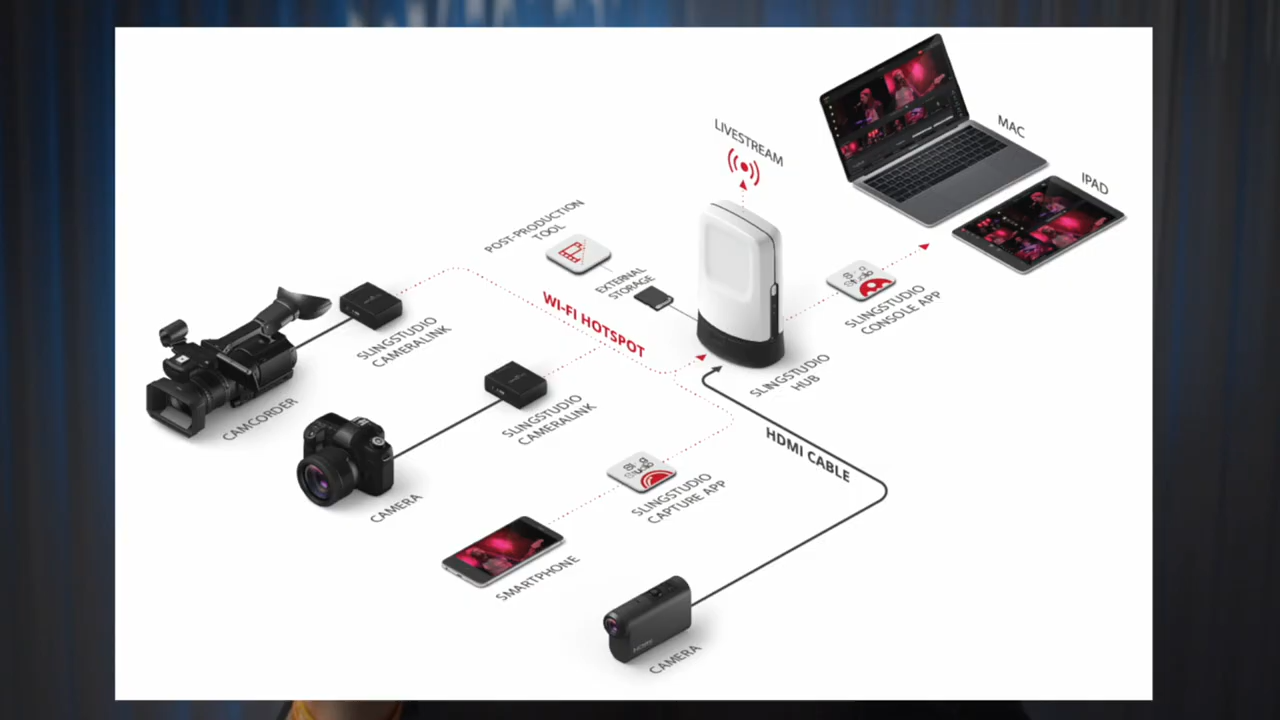 LIVESTREAM
MAC
IPAD
POST-PRODUCTION
TOOL
EXTERNAL
STORAGE
SLINGSTUDIO
CONSOLE APP
WI-FI HOTSPOT
SLINGSTUDIO
CAMERALINK
SLINGSTUDIO
HUB
CAMCORDER
SLINGSTUDIO
CAMERALINK
HDMI CABLE
CAMERA
SLINGSTUDIO
CAPTURE APP
SMARTPHONE
CAMERA